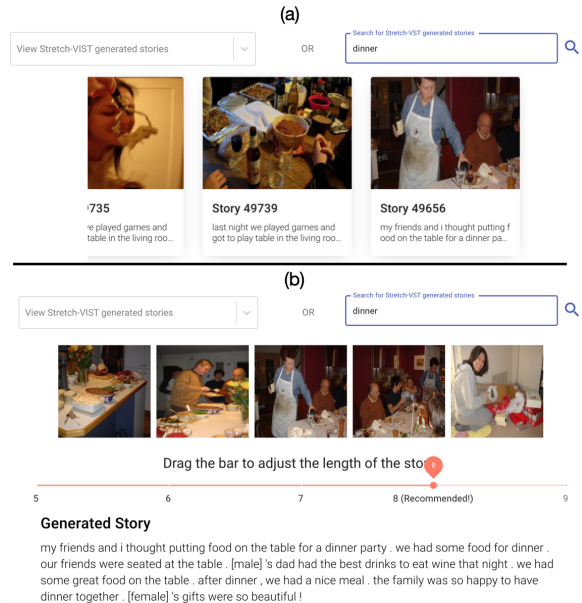 (a)
View Stretch-VIST generated stories
OR
Search for Stretch-VIST generated stories
dinner
Story 49739
Story 49656
last night we played games and
got to play table in the living roo...
my friends and i thought putting f
ood on the table for a dinner pa...
735
ve played games and
table in the living roo...
(b)
View Stretch-VIST generated stories
OR
Search for Stretch-VST generated stories
dinner
Drag the bar to adjust the length of the sto
8
5 6 7 8 (Recommended!) 9
Generated Story
my friends and i thought putting food on the table for a dinner party . we had some food for dinner .
our friends were seated at the table . [male] 's dad had the best drinks to eat wine that night . we had
some great food on the table . after dinner , we had a nice meal . the family was so happy to have
dinner together . [female] 's gifts were so beautiful !